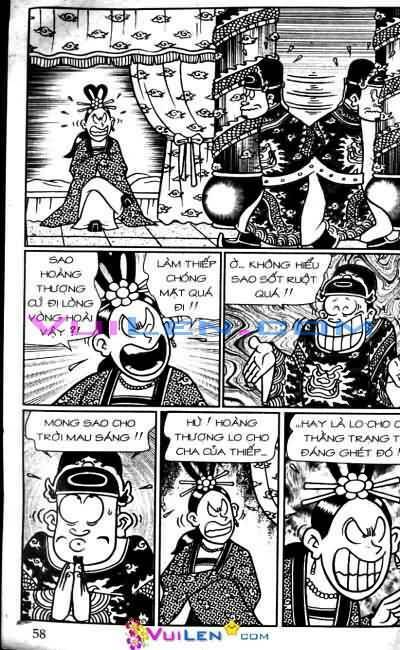 SAO
HOÀNG
THƯỢNG
CỨ ĐI LÒNG
VÒNG HOÀI
VẬY ?!
LÀM THIẾP
CHÓNG
MẶT QUÁ
ĐI !
Ờ... KHÔNG HIỂU
SAO SỐT RUỘT
QUÁ !!
VUILEN.COM
MONG SAO CHO
TRỜI MAU SÁNG !!
HỪ ! HOÀNG
THƯỢNG LO CHO
CHA CỦA THIẾP...
...HAY LÀ LO CHO
THẰNG TRẠNG
ĐÁNG GHÉT ĐÓ !
58
VUILEN.COM